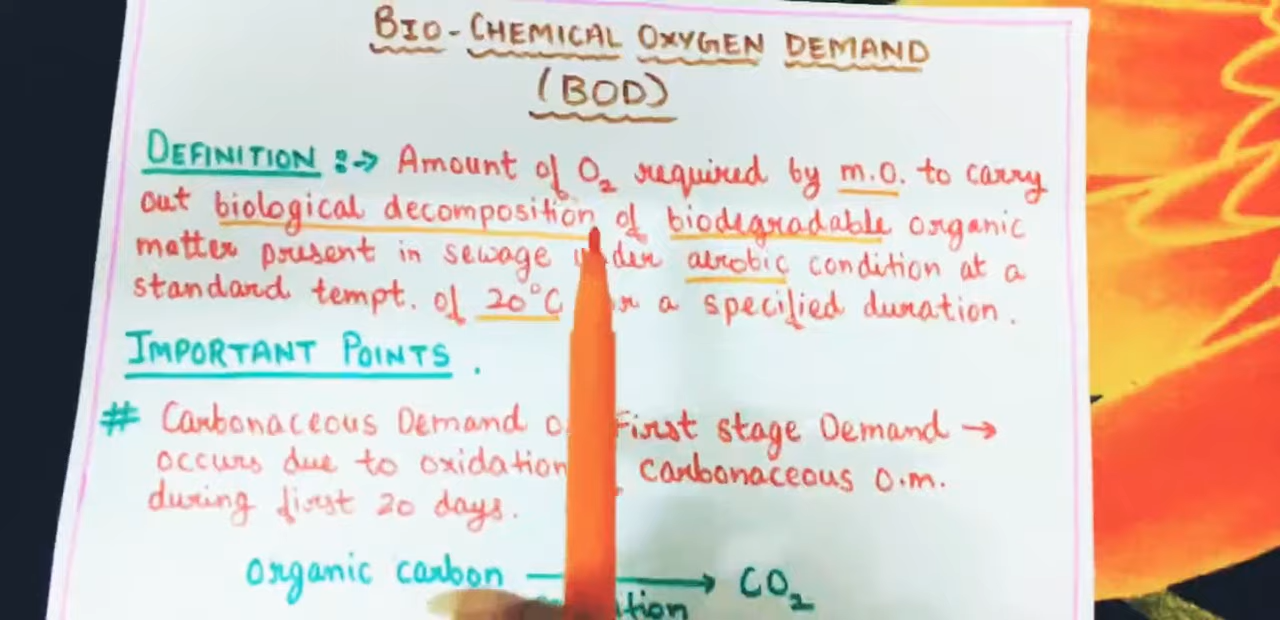 BIO-CHEMICAL OXYGEN DEMAND
(BOD)
DEFINITION :-> Amount of O₂ required by m.O. to carry
out biological decomposition of biodegradable organic
matter present in sewage under aerobic condition at a
standard tempt. of 20°C a specified duration.
IMPORTANT POINTS.
# Carbonaceous Demand First stage Demand →
occurs due to oxidation carbonaceous o.m.
during first 20 days.
organic carbon → CO₂